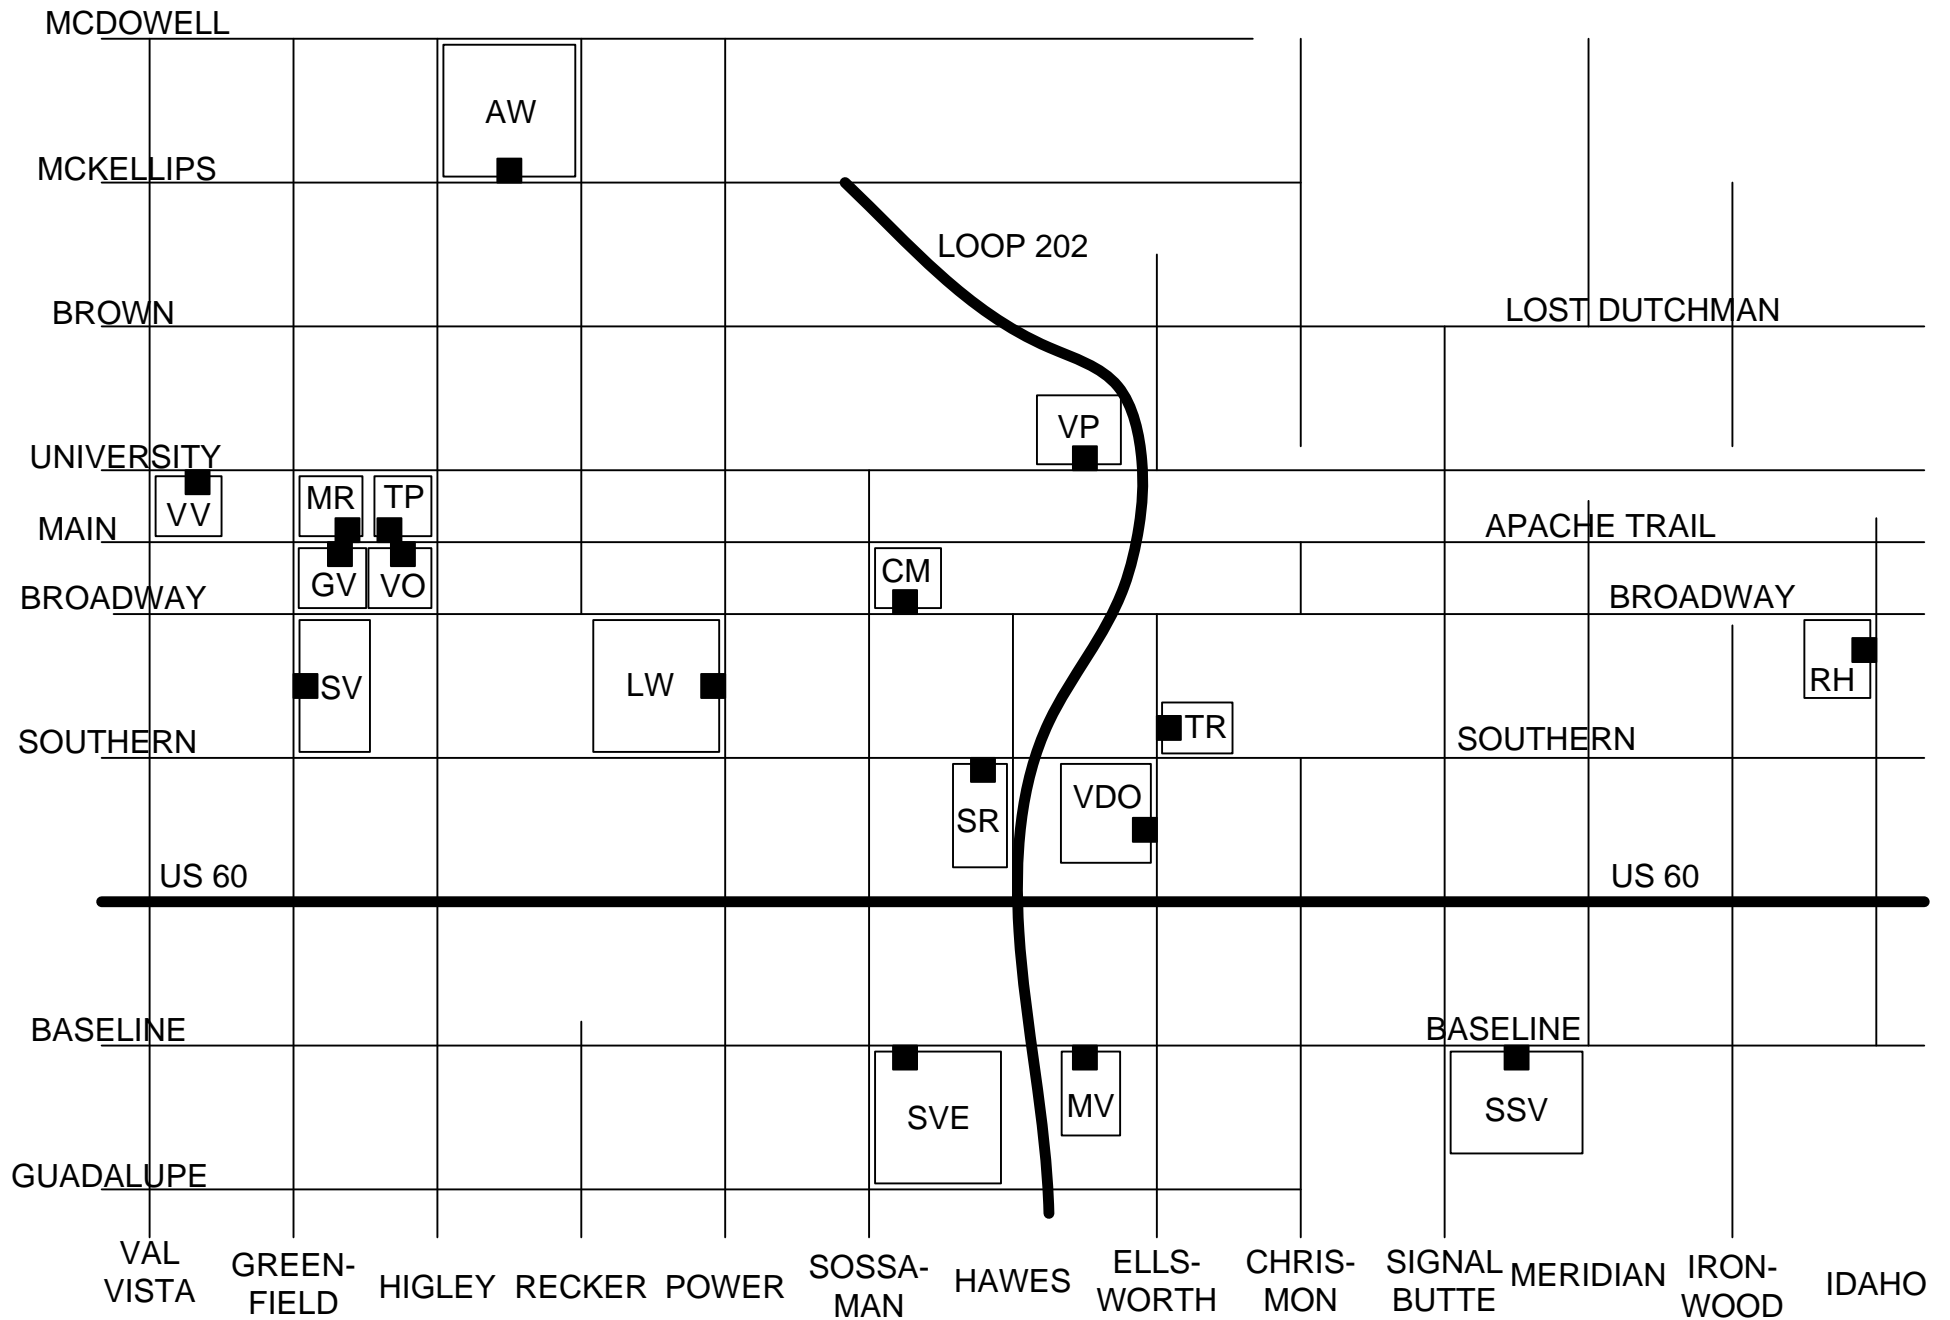 MCDOWELL
AW
MCKELLIPS
LOOP 202
BROWN
LOST DUTCHMAN
VP
UNIVERSITY
MR
TP
VV
MAIN
APACHE TRAIL
CM
GV
VO
BROADWAY
BROADWAY
SV
LW
RH
TR
SOUTHERN
SOUTHERN
VDO
SR
US 60
US 60
BASELINE
BASELINE
MV
SVE
SSV
GUADALUPE
VAL
VISTA
GREEN-
FIELD
HIGLEY
RECKER
POWER
SOSSA-
MAN
HAWES
ELLS-
WORTH
CHRIS-
MON
SIGNAL
BUTTE
MERIDIAN
IRON-
WOOD
IDAHO